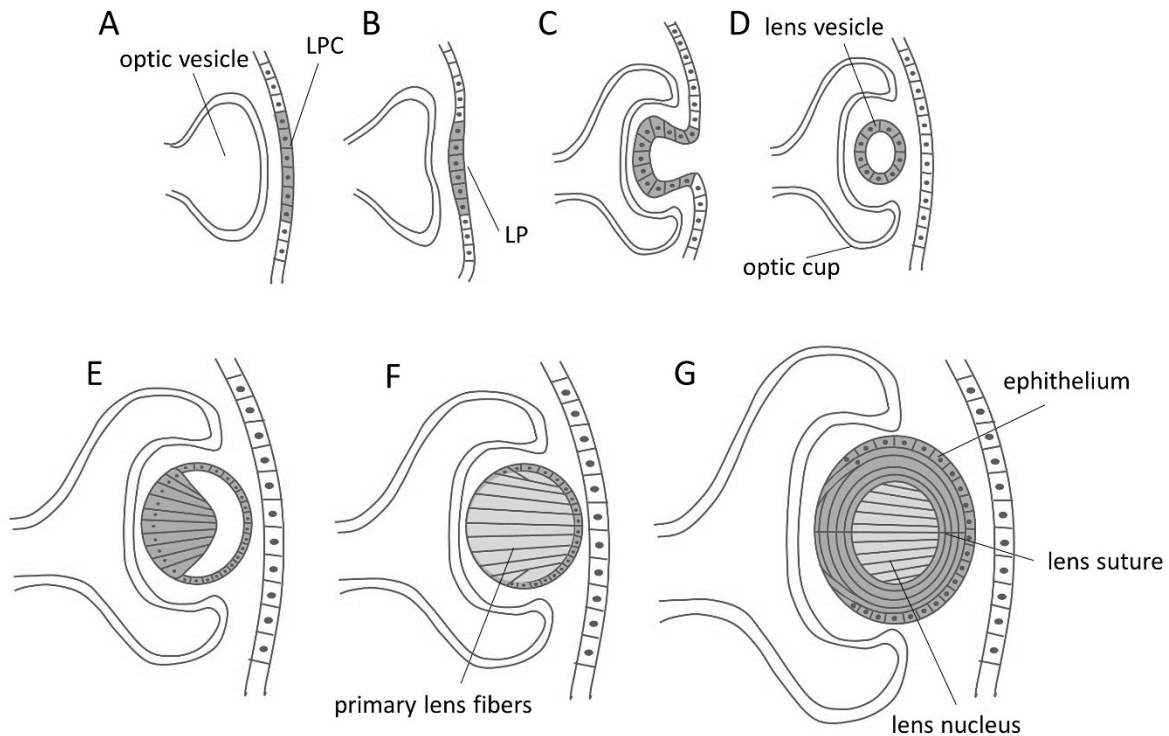 A
B
C
D
optic vesicle
LPC
LP
lens vesicle
optic cup
E
F
G
ephithelium
lens suture
primary lens fibers
lens nucleus